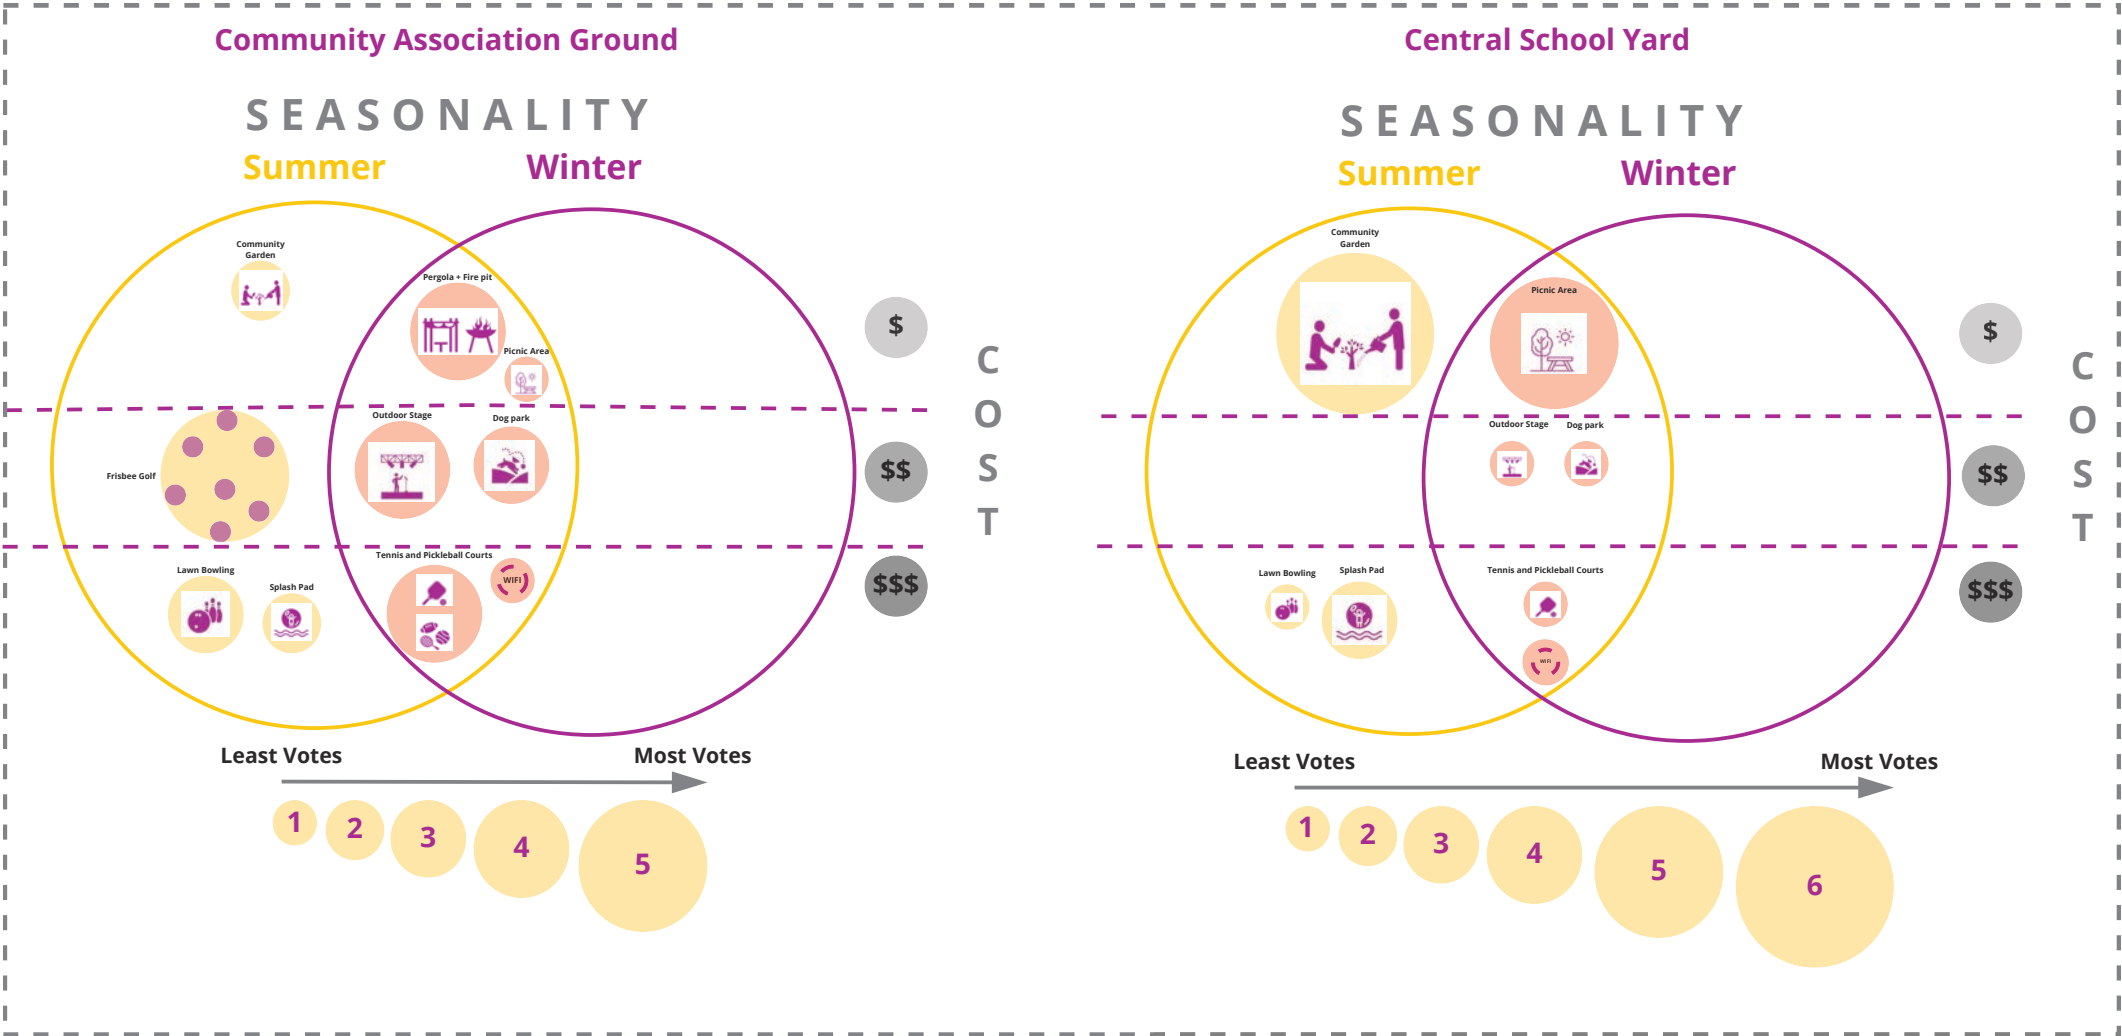 Community Association Ground
SEASONALITY
Summer
Winter
Community
Garden
Pergola + Fire pit
Picnic Area
$
Outdoor Stage
Dog park
Frisbee Golf
$$
Lawn Bowling
Splash Pad
Tennis and Pickleball Courts
WIFI
$$$
COST
Least Votes
Most Votes
1
2
3
4
5
Central School Yard
SEASONALITY
Summer
Winter
Community
Garden
Picnic Area
$
Outdoor Stage
Dog park
$$
Lawn Bowling
Splash Pad
Tennis and Pickleball Courts
WIFI
$$$
COST
Least Votes
Most Votes
1
2
3
4
5
6